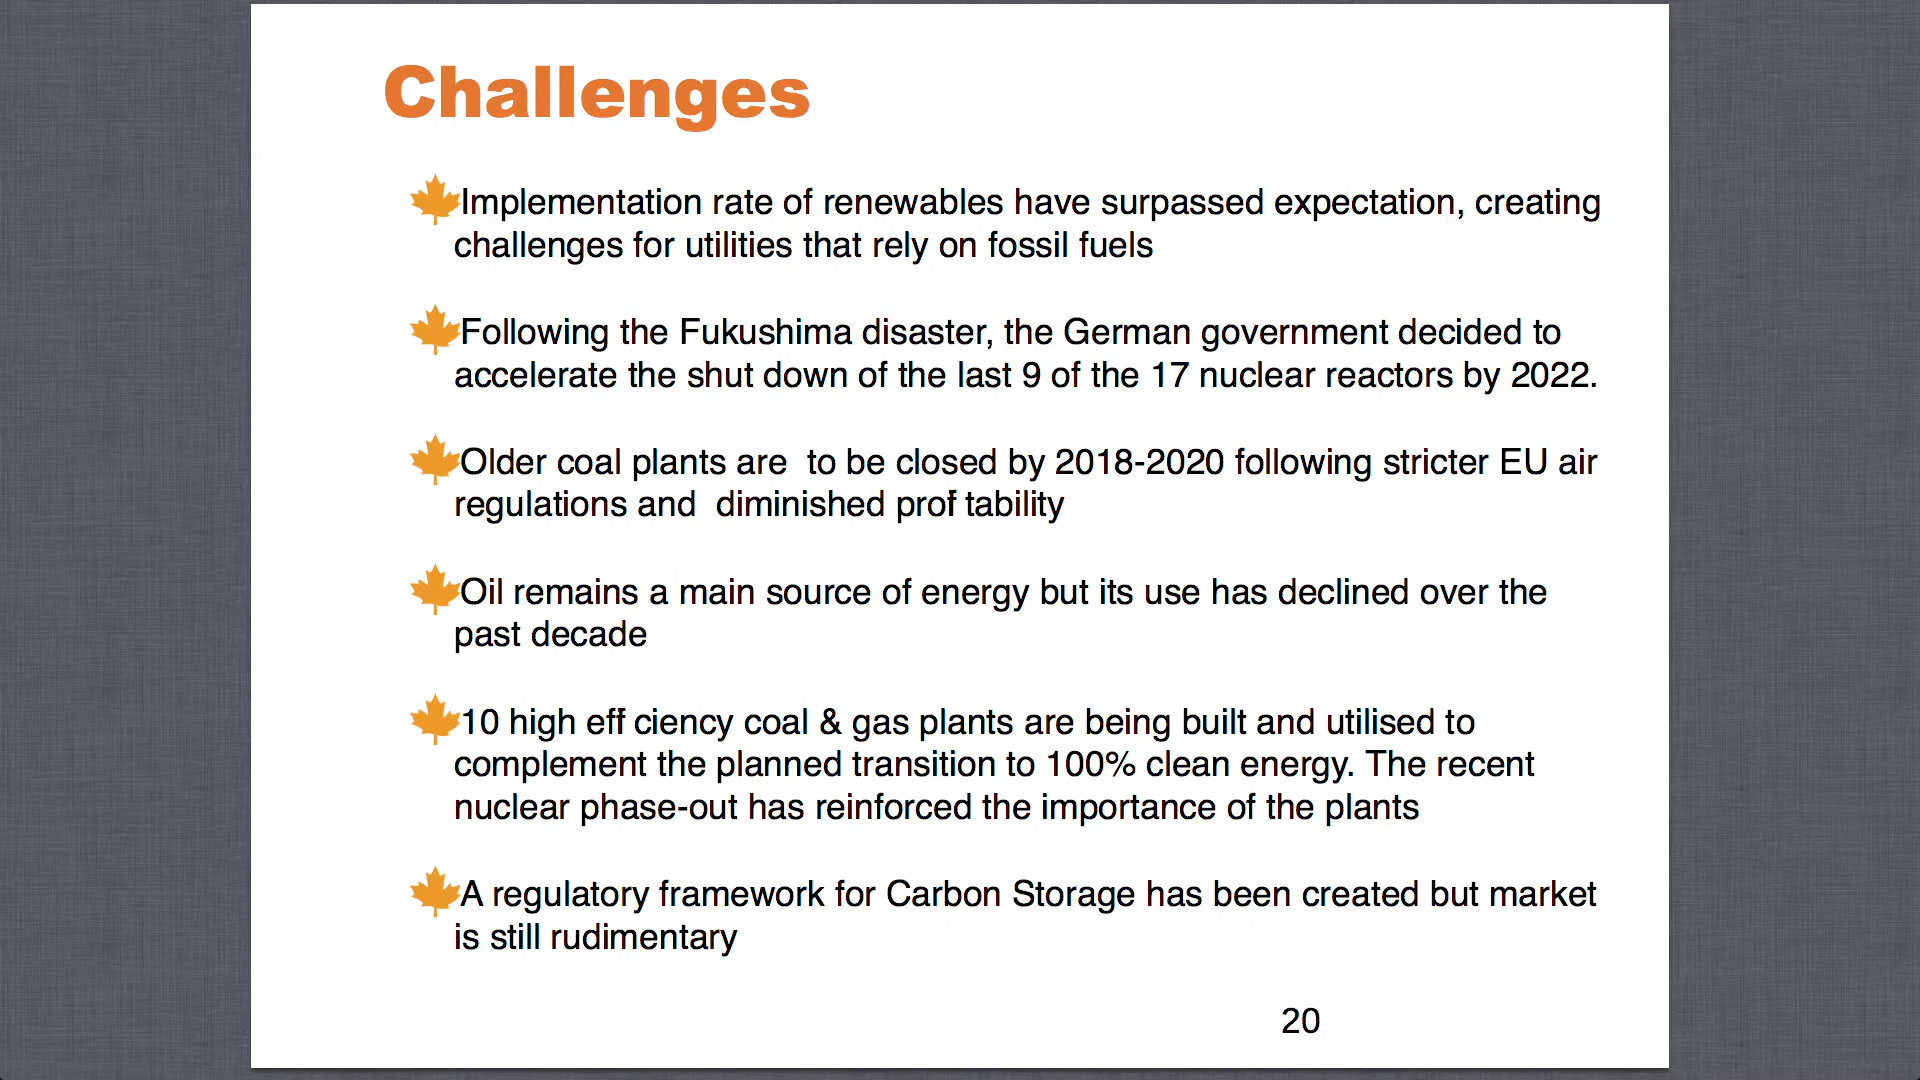 Challenges
Implementation rate of renewables have surpassed expectation, creating
challenges for utilities that rely on fossil fuels
Following the Fukushima disaster, the German government decided to
accelerate the shut down of the last 9 of the 17 nuclear reactors by 2022.
Older coal plants are  to be closed by 2018-2020 following stricter EU air
regulations and  diminished prof tability
Oil remains a main source of energy but its use has declined over the
past decade
10 high eff ciency coal & gas plants are being built and utilised to
complement the planned transition to 100% clean energy. The recent
nuclear phase-out has reinforced the importance of the plants
A regulatory framework for Carbon Storage has been created but market
is still rudimentary
20